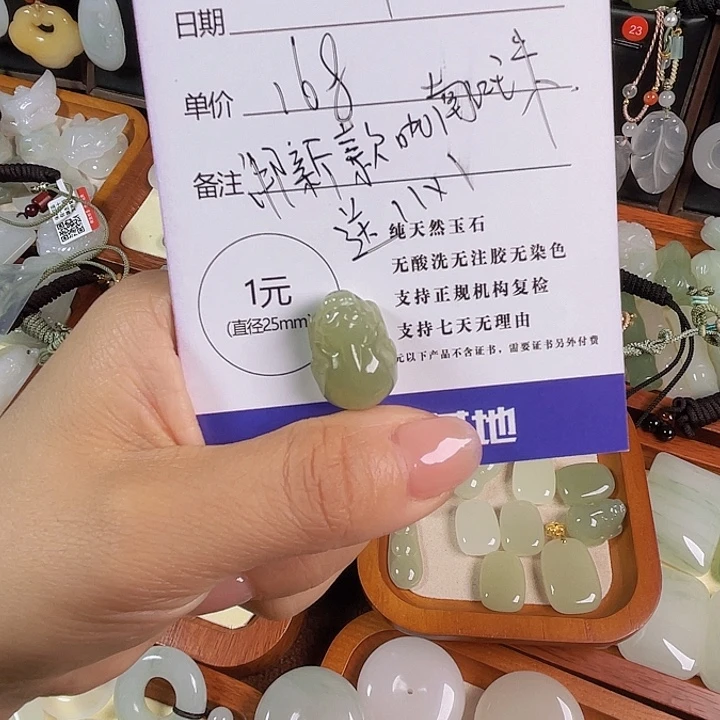 日期
单价 168
备注 新款
送
纯天然玉石
无酸洗无注胶无染色
1元
支持正规机构复检
(直径25mm)
支持七天无理由
元以下产品不含证书，需要证书另外付费
基地
23